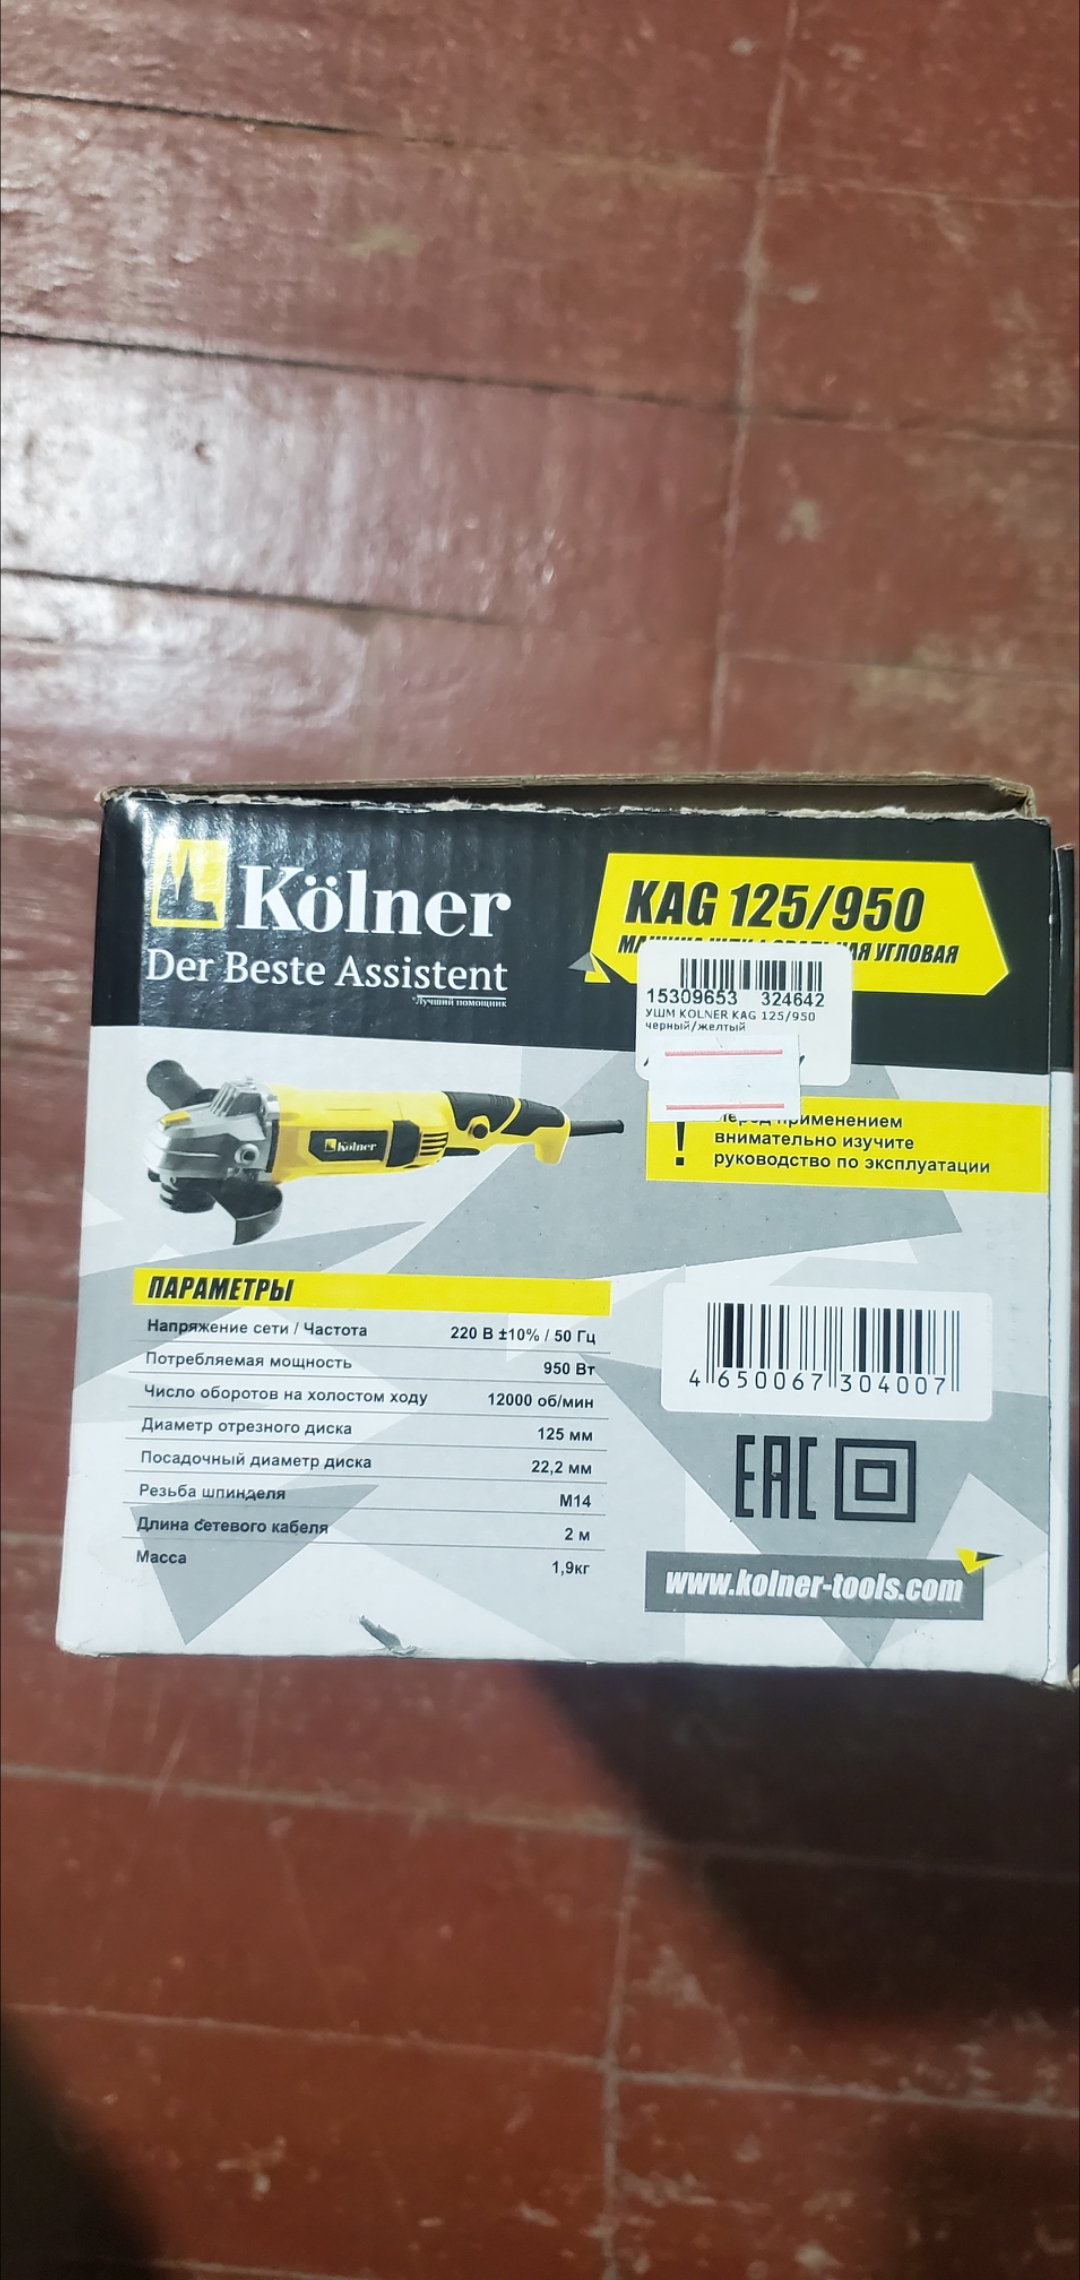 Kölner
Der Beste Assistent
*Лучший помощник
KAG 125/950
УГЛОВАЯ
15309653 324642
УШМ KOLNER KAG 125/950
черный/желтый
! применением
внимательно изучите
руководство по эксплуатации
Kölner
ПАРАМЕТРЫ
Напряжение сети / Частота 220 В ±10% / 50 Гц
Потребляемая мощность 950 Вт
Число оборотов на холостом ходу 12000 об/мин
Диаметр отрезного диска 125 мм
Посадочный диаметр диска 22,2 мм
Резьба шпинделя M14
Длина сетевого кабеля 2 м
Масса 1,9кг
4 650067 304007
EAC
www.kolner-tools.com